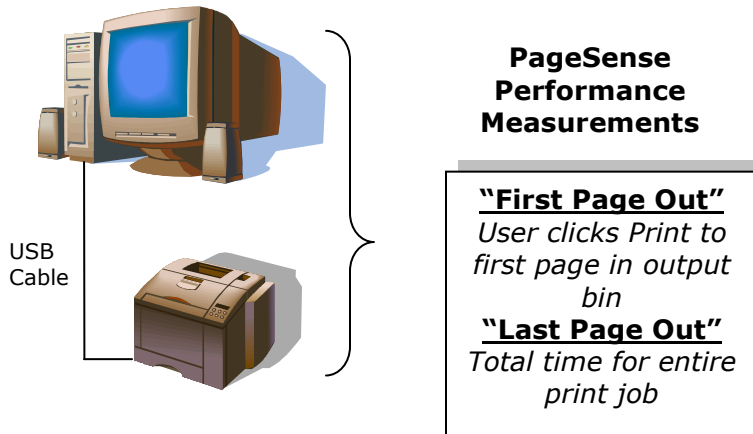 PageSense
Performance
Measurements
“First Page Out”
User clicks Print to
first page in output
bin
“Last Page Out”
Total time for entire
print job
USB
Cable